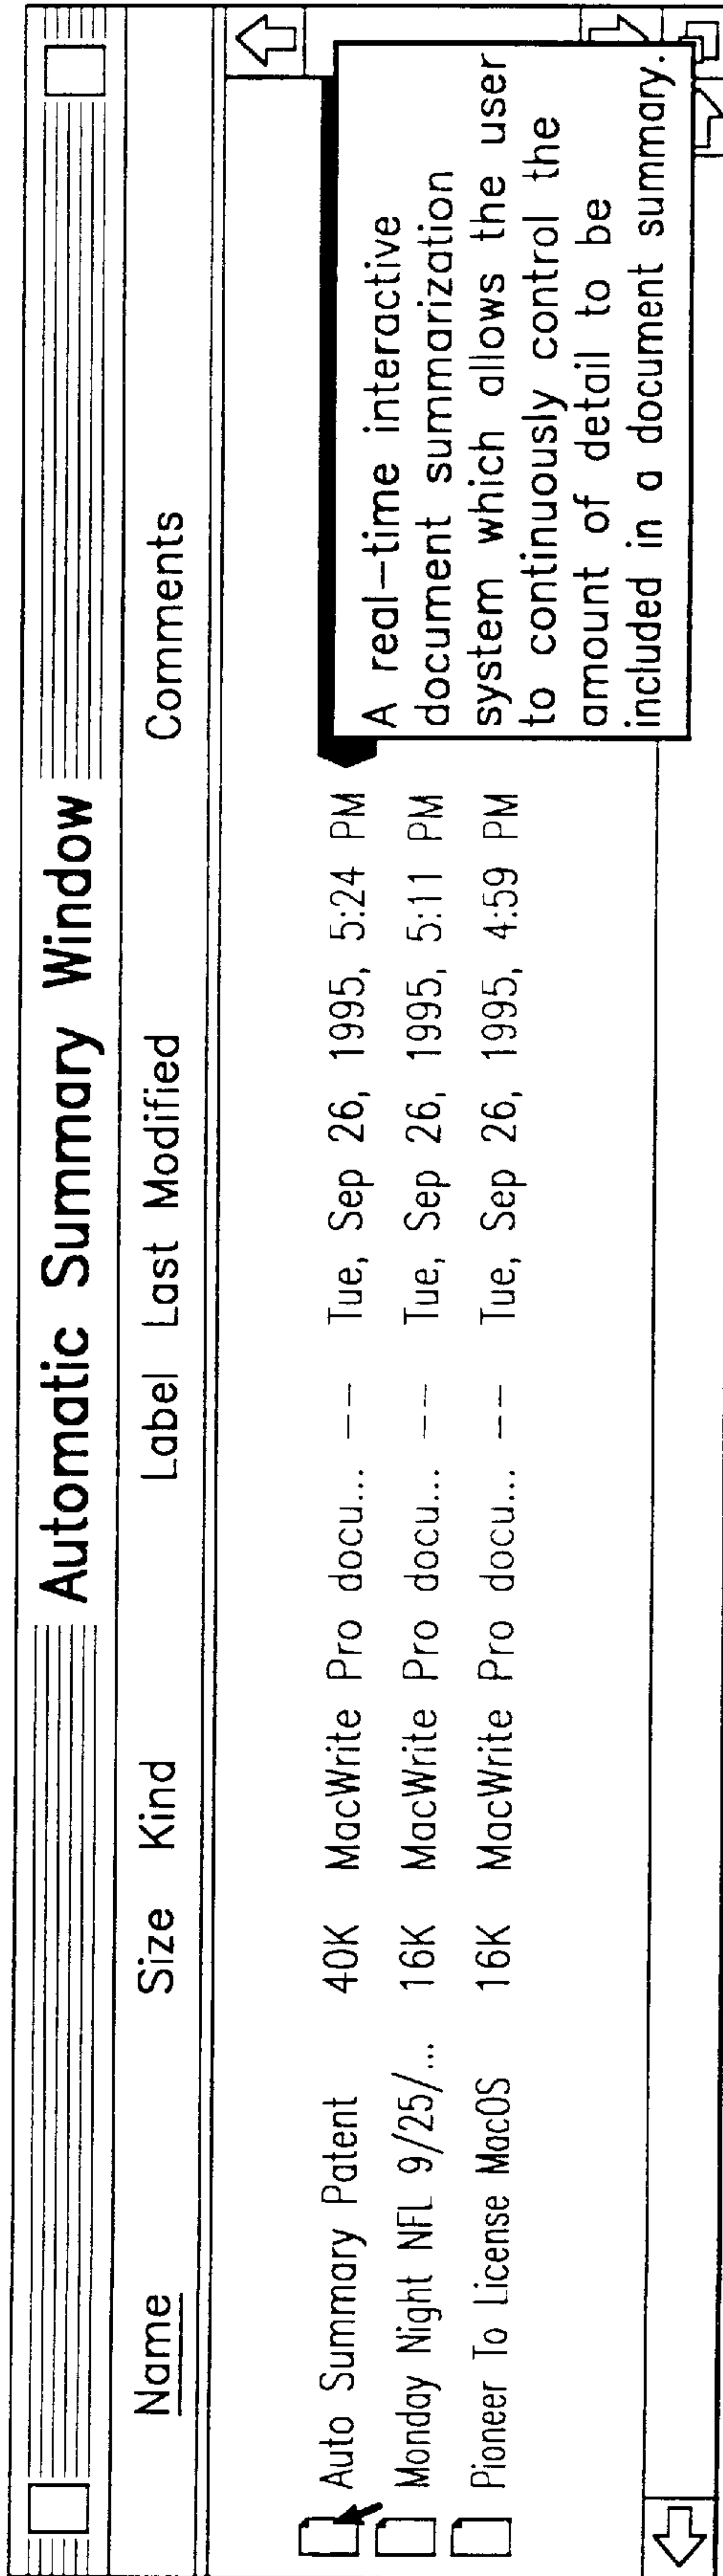 Automatic Summary Window
Name Size Kind Label Last Modified Comments
Auto Summary Patent 40K MacWrite Pro docu... -- Tue, Sep 26, 1995, 5:24 PM
Monday Night NFL 9/25/... 16K MacWrite Pro docu... -- Tue, Sep 26, 1995, 5:11 PM
Pioneer To License MacOS 16K MacWrite Pro docu... -- Tue, Sep 26, 1995, 4:59 PM
A real-time interactive
document summarization
system which allows the user
to continuously control the
amount of detail to be
included in a document summary.